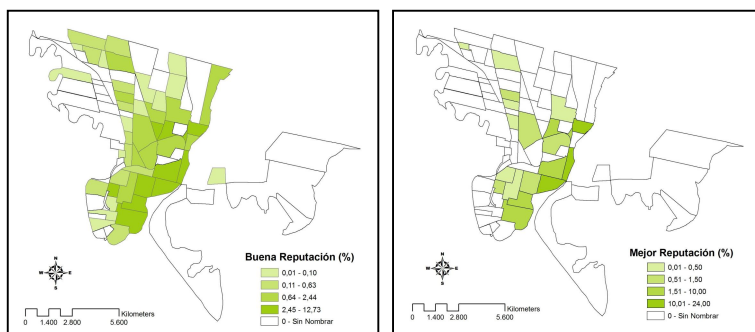 N
W E
S
0 1.400 2.800 5.600
Kilometers
Buena Reputación (%)
0,01 - 0,10
0,11 - 0,63
0,64 - 2,44
2,45 - 12,73
0 - Sin Nombrar
N
W E
S
0 1.400 2.800 5.600
Kilometers
Mejor Reputación (%)
0,01 - 0,50
0,51 - 1,50
1,51 - 10,00
10,01 - 24,00
0 - Sin Nombrar